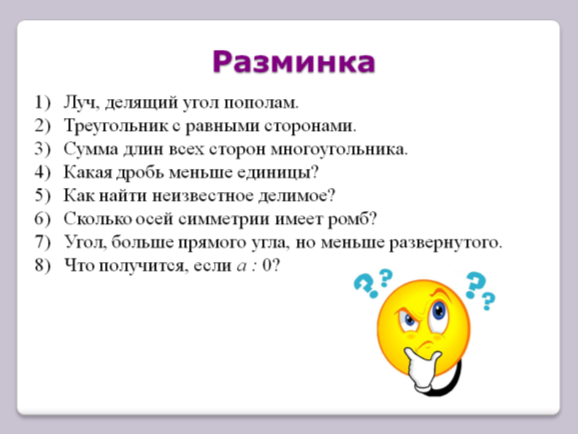 Разминка
1) Луч, делящий угол пополам.
2) Треугольник с равными сторонами.
3) Сумма длин всех сторон многоугольника.
4) Какая дробь меньше единицы?
5) Как найти неизвестное делимое?
6) Сколько осей симметрии имеет ромб?
7) Угол, больше прямого угла, но меньше развернутого.
8) Что получится, если a : 0?
? ? ? ?